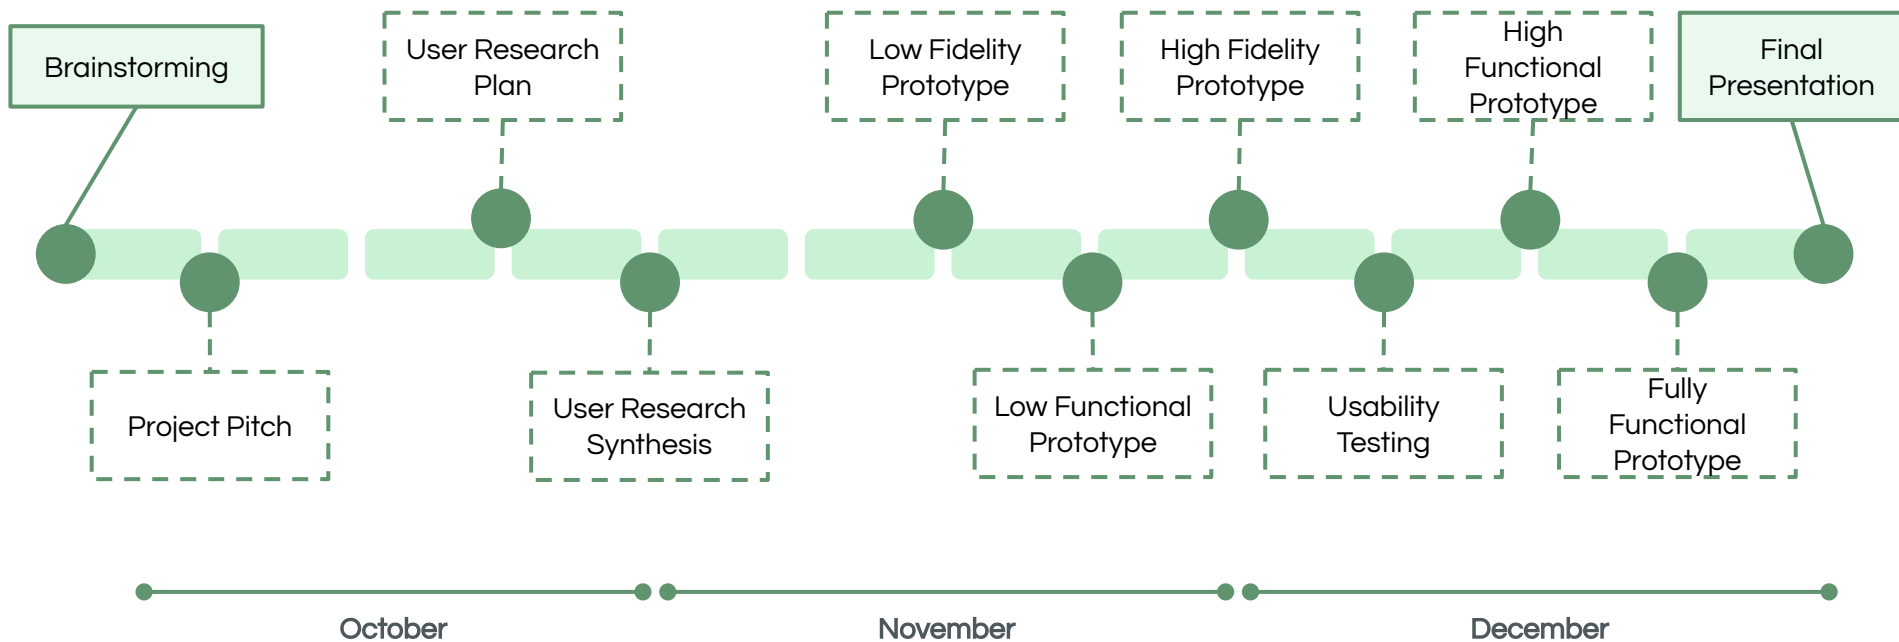 Brainstorming
User Research
Plan
Low Fidelity
Prototype
High Fidelity
Prototype
High
Functional
Prototype
Final
Presentation
Project Pitch
User Research
Synthesis
Low Functional
Prototype
Usability
Testing
Fully
Functional
Prototype
October
November
December